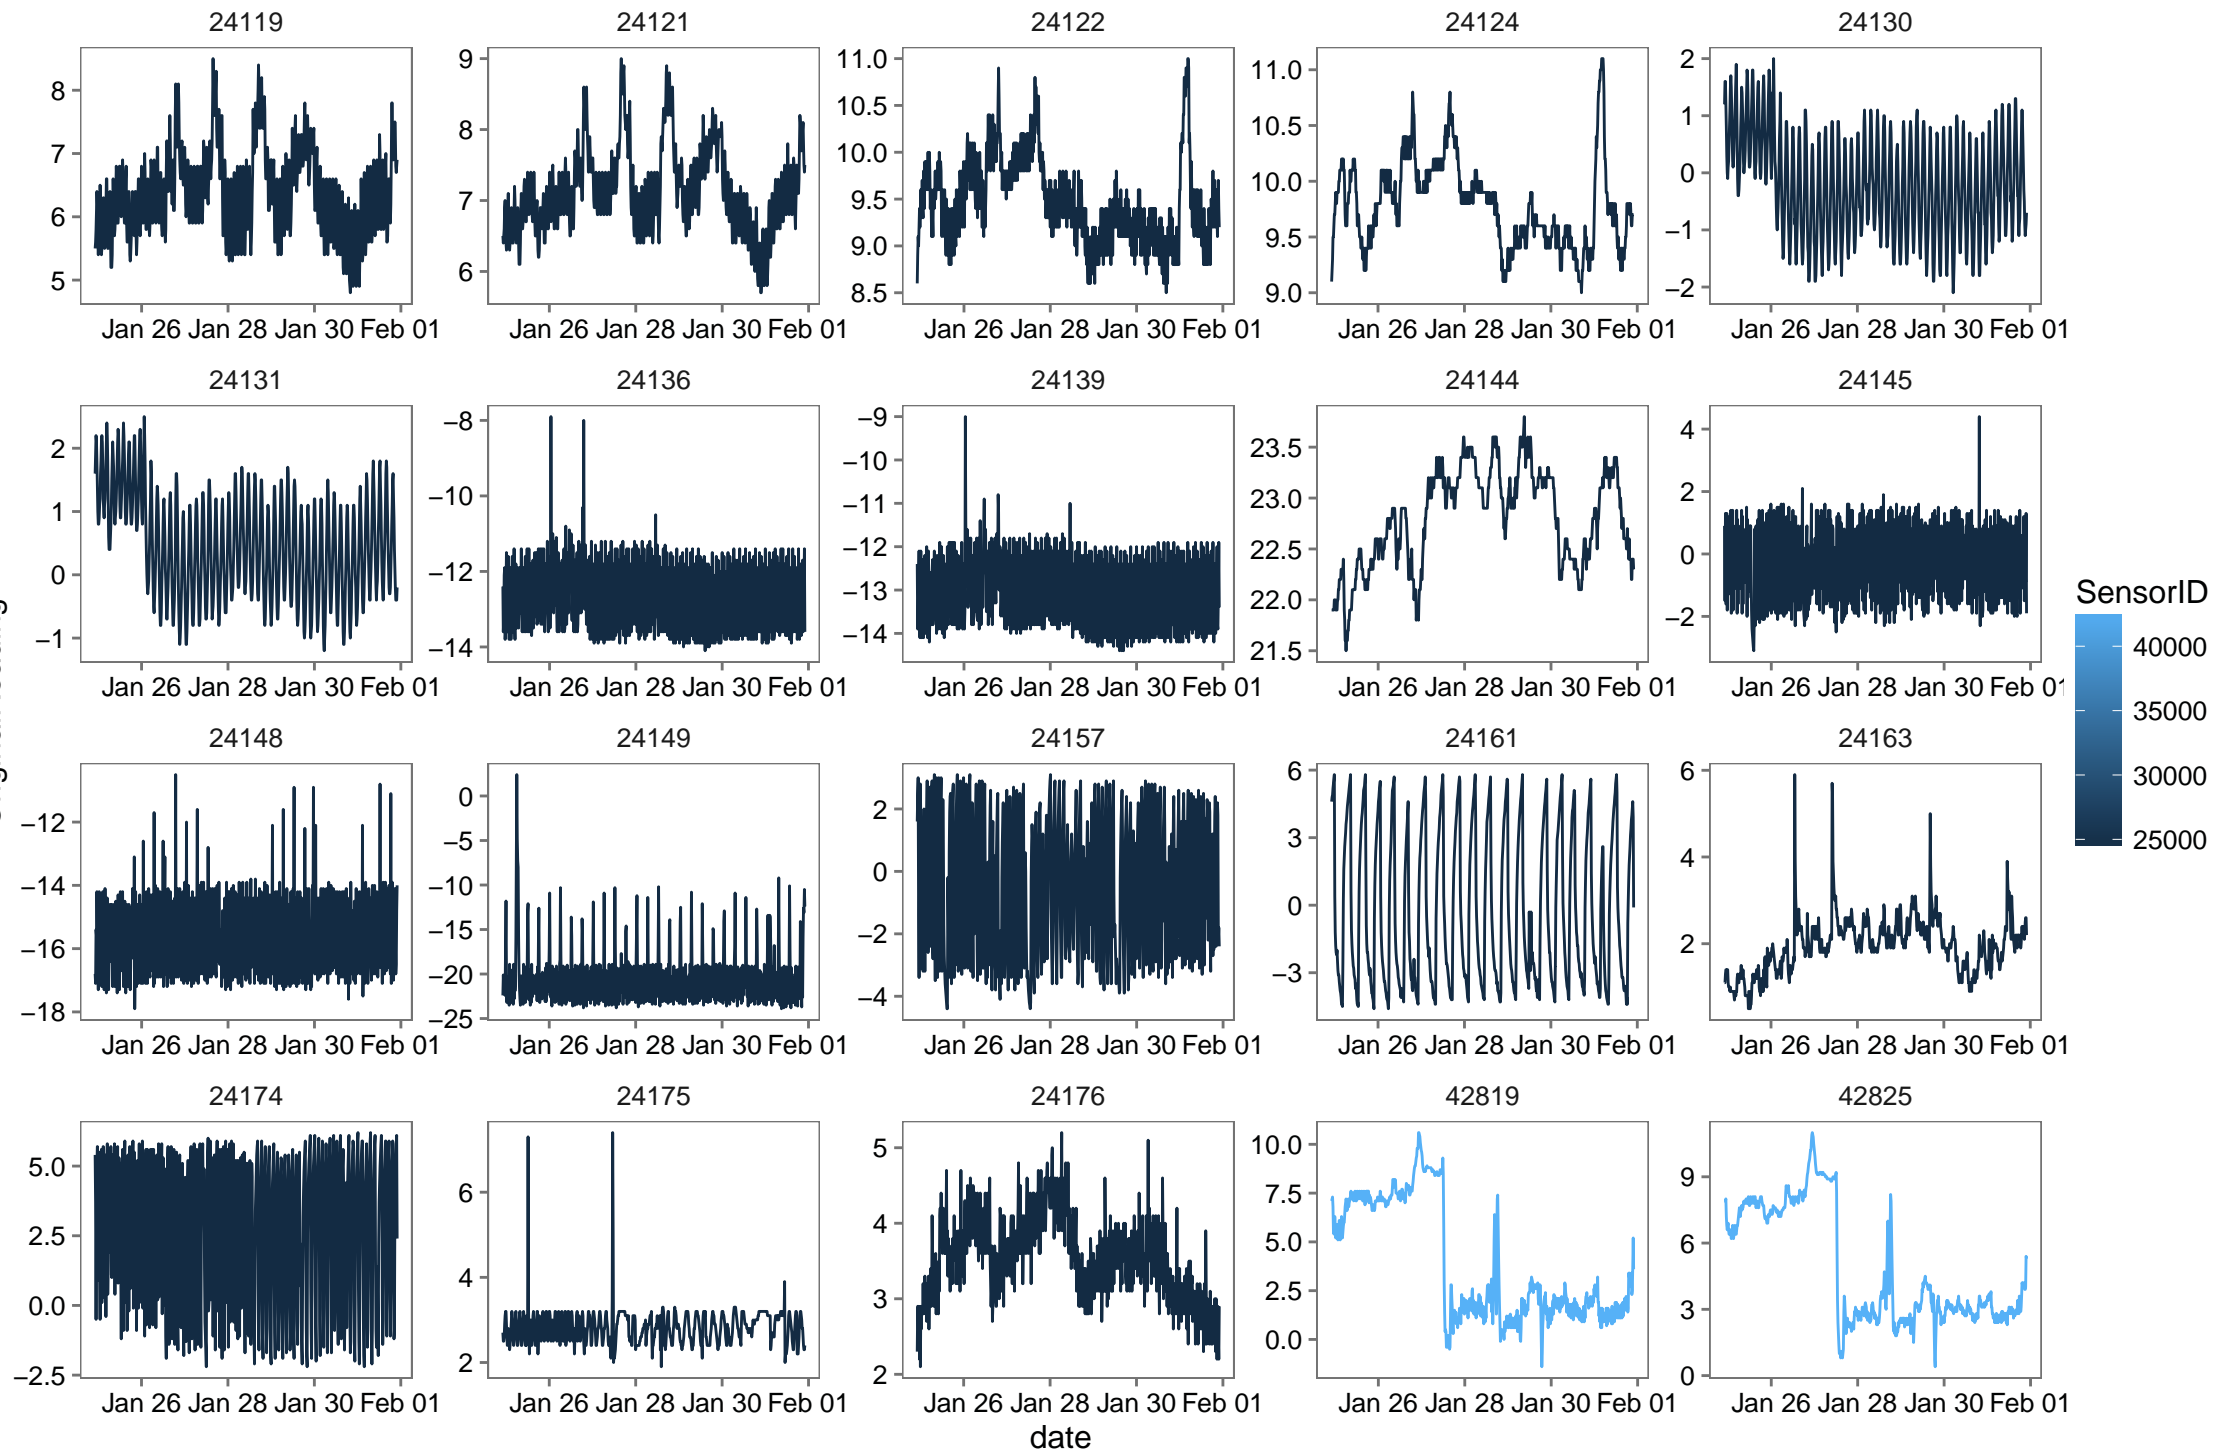 24119 24121 24122 24124 24130
8 7 6 5
9 8 7 6
11.0 10.5 10.0 9.5 9.0 8.5
11.0 10.5 10.0 9.5 9.0
2 1 0 −1 −2
Jan 26 Jan 28 Jan 30 Feb 01 Jan 26 Jan 28 Jan 30 Feb 01 Jan 26 Jan 28 Jan 30 Feb 01 Jan 26 Jan 28 Jan 30 Feb 01 Jan 26 Jan 28 Jan 30 Feb 01
24131 24136 24139 24144 24145
2 1 0 −1
−8 −10 −12 −14
−9 −10 −11 −12 −13 −14
23.5 23.0 22.5 22.0 21.5
4 2 0 −2
Jan 26 Jan 28 Jan 30 Feb 01 Jan 26 Jan 28 Jan 30 Feb 01 Jan 26 Jan 28 Jan 30 Feb 01 Jan 26 Jan 28 Jan 30 Feb 01 Jan 26 Jan 28 Jan 30 Feb 01
24148 24149 24157 24161 24163
−12 −14 −16 −18
0 −5 −10 −15 −20 −25
2 0 −2 −4
6 3 0 −3
6 4 2
Jan 26 Jan 28 Jan 30 Feb 01 Jan 26 Jan 28 Jan 30 Feb 01 Jan 26 Jan 28 Jan 30 Feb 01 Jan 26 Jan 28 Jan 30 Feb 01 Jan 26 Jan 28 Jan 30 Feb 01
24174 24175 24176 42819 42825
5.0 2.5 0.0 −2.5
6 4 2
5 4 3 2
10.0 7.5 5.0 2.5 0.0
9 6 3 0
Jan 26 Jan 28 Jan 30 Feb 01 Jan 26 Jan 28 Jan 30 Feb 01 Jan 26 Jan 28 Jan 30 Feb 01 Jan 26 Jan 28 Jan 30 Feb 01 Jan 26 Jan 28 Jan 30 Feb 01
date
SensorID
40000
35000
30000
25000